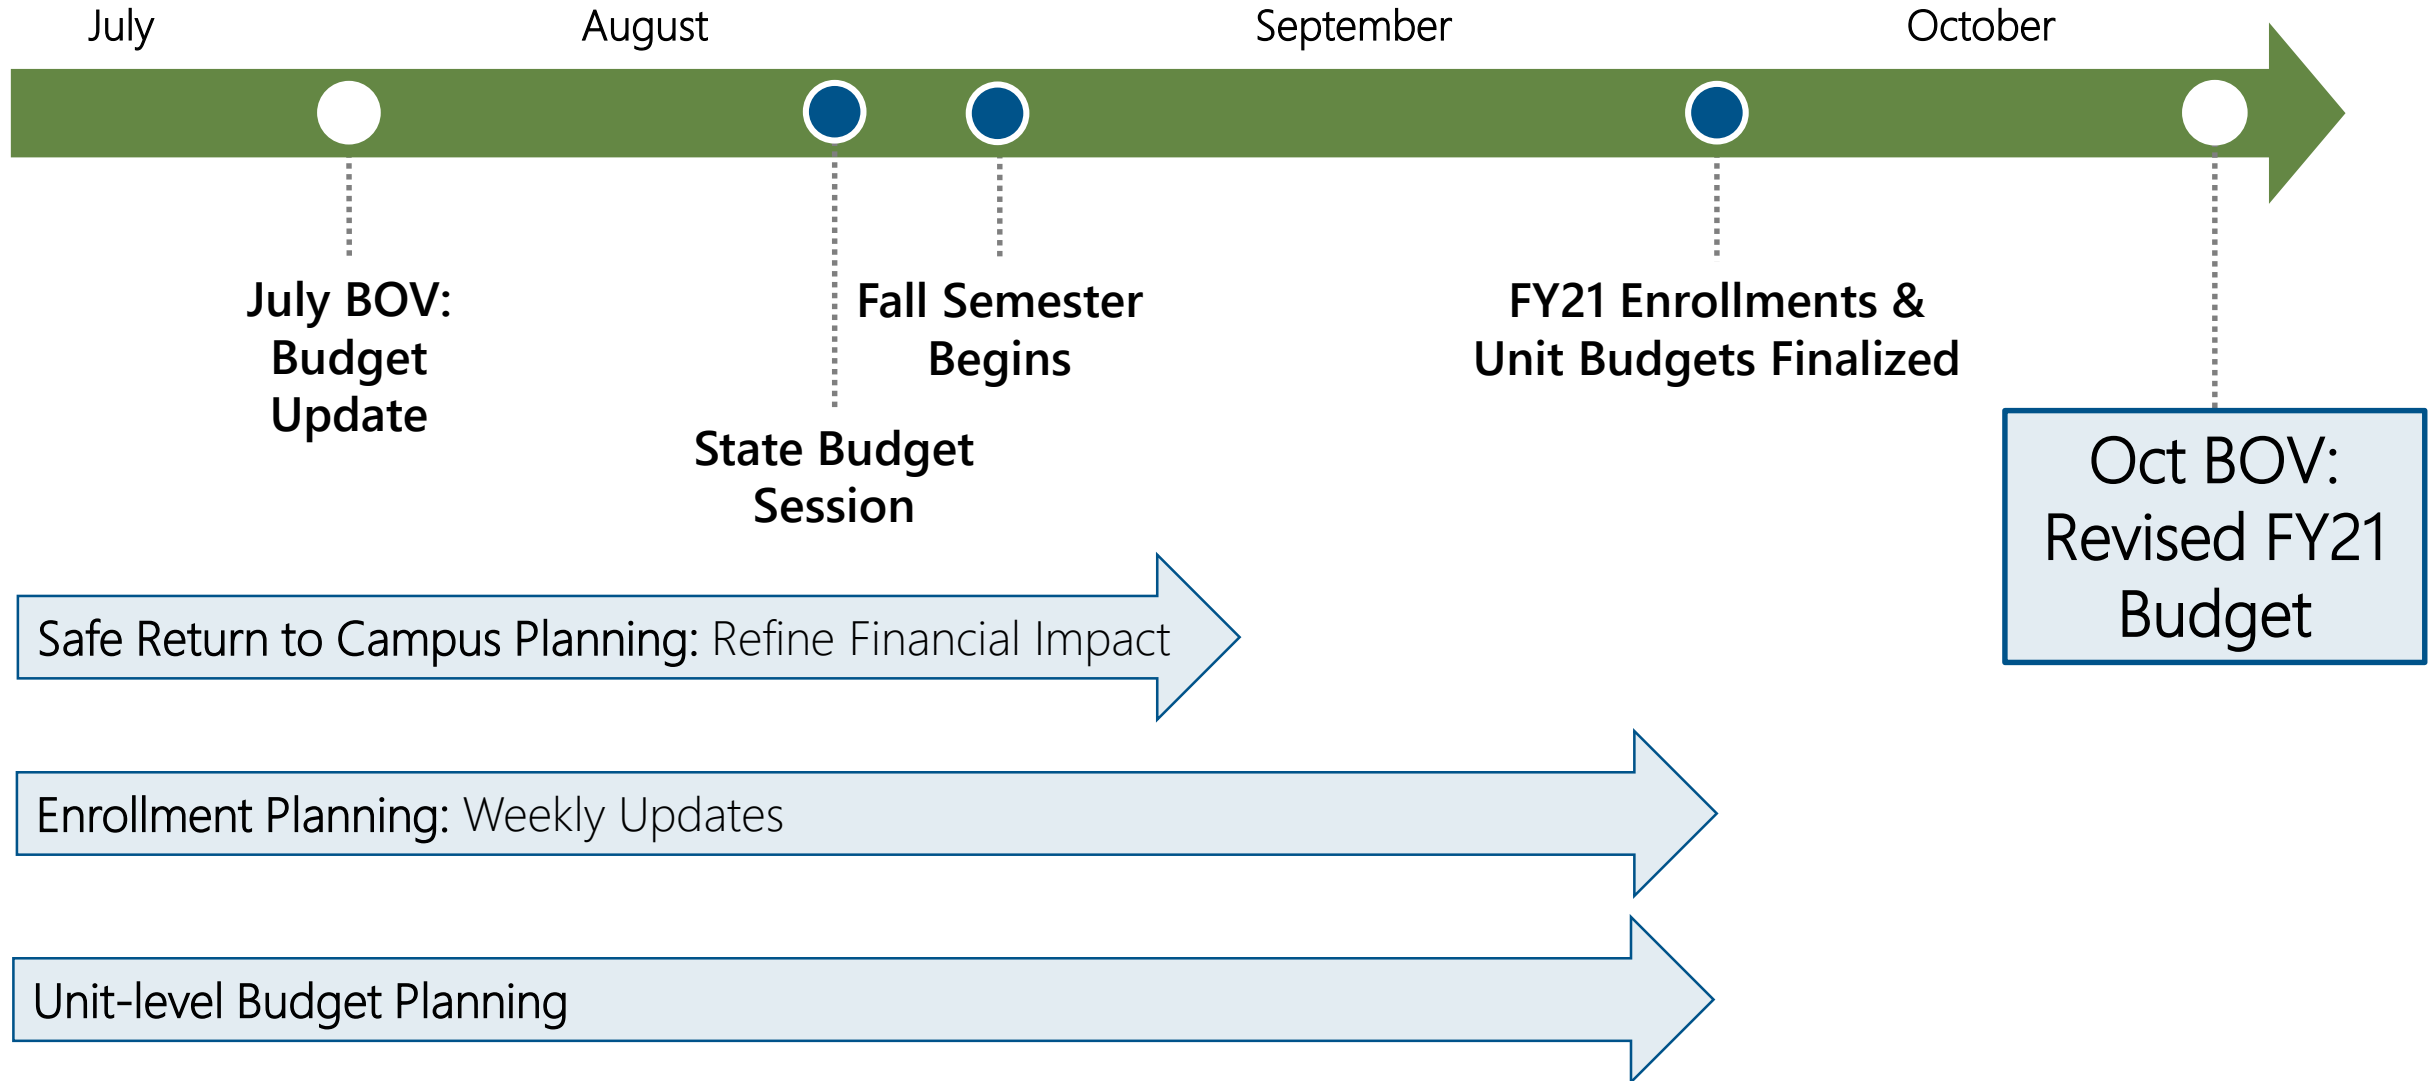 July
August
September
October
July BOV:
Budget
Update
State Budget
Session
Fall Semester
Begins
FY21 Enrollments &
Unit Budgets Finalized
Oct BOV:
Revised FY21
Budget
Safe Return to Campus Planning: Refine Financial Impact
Enrollment Planning: Weekly Updates
Unit-level Budget Planning